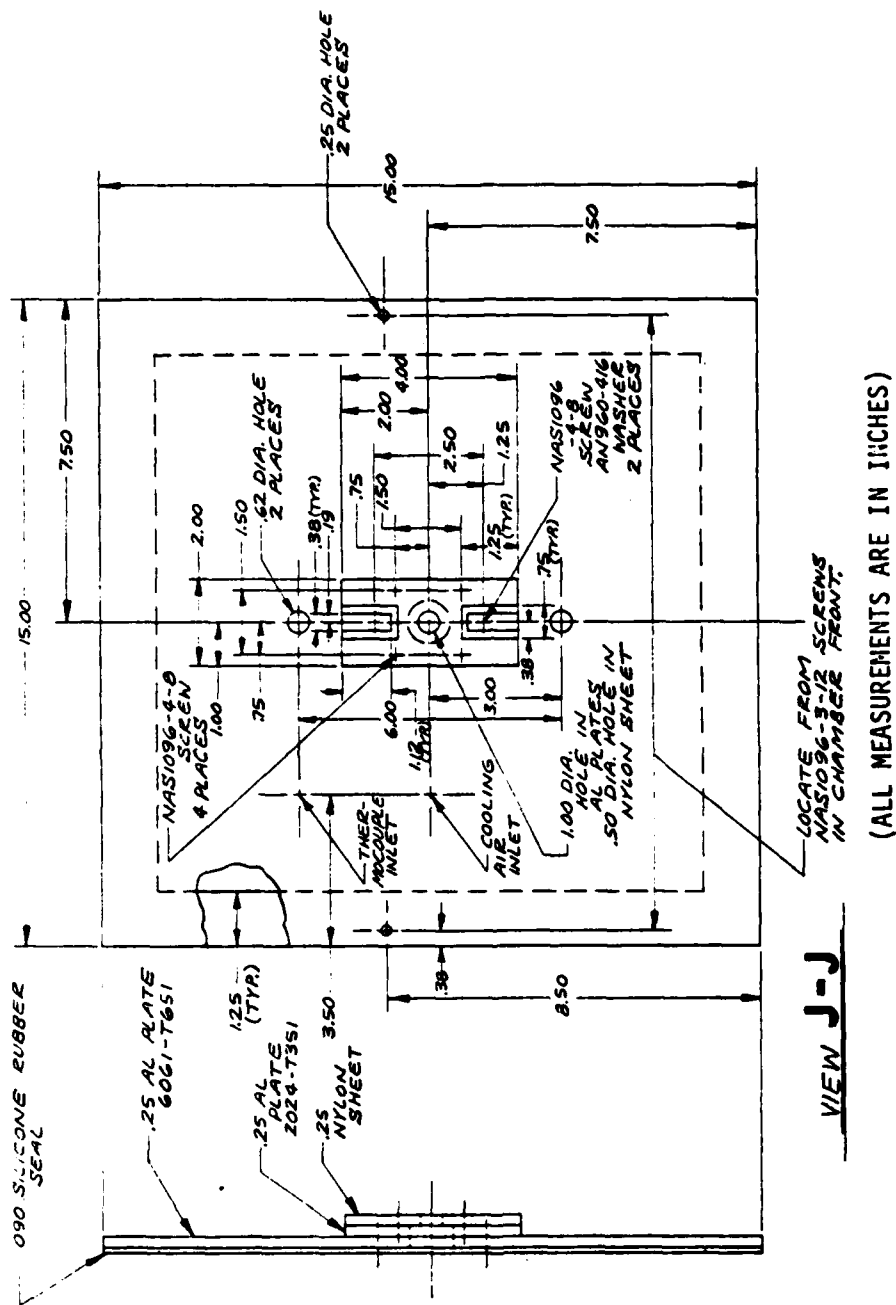 090 SILICONE RUBBER
SEAL
.25 AL PLATE
6061-T651
.25 AL
PLATE
2024-T351
.25
NYLON
SHEET
15.00
7.50
1.25
(TYP.)
3.50
.38
8.50
NAS1096-4-8
SCREW
4 PLACES
2.00
1.50
1.00
.75
.62 DIA. HOLE
2 PLACES
.38 (TYP.)
.19
THER-
MOCOUPLE
INLET
COOLING
AIR
INLET
6.00
1.12
(TYP.)
3.00
.38
.75 (TYP.)
.75
1.50
1.25
(TYP.)
2.00
4.00
2.50
1.25
NAS1096
-4-8
SCREW
AN960-416
WASHER
2 PLACES
1.00 DIA.
HOLE IN
AL PLATES
.50 DIA. HOLE IN
NYLON SHEET
.25 DIA. HOLE
2 PLACES
15.00
7.50
LOCATE FROM
NAS1096-3-12 SCREWS
IN CHAMBER FRONT.
VIEW J-J
(ALL MEASUREMENTS ARE IN INCHES)